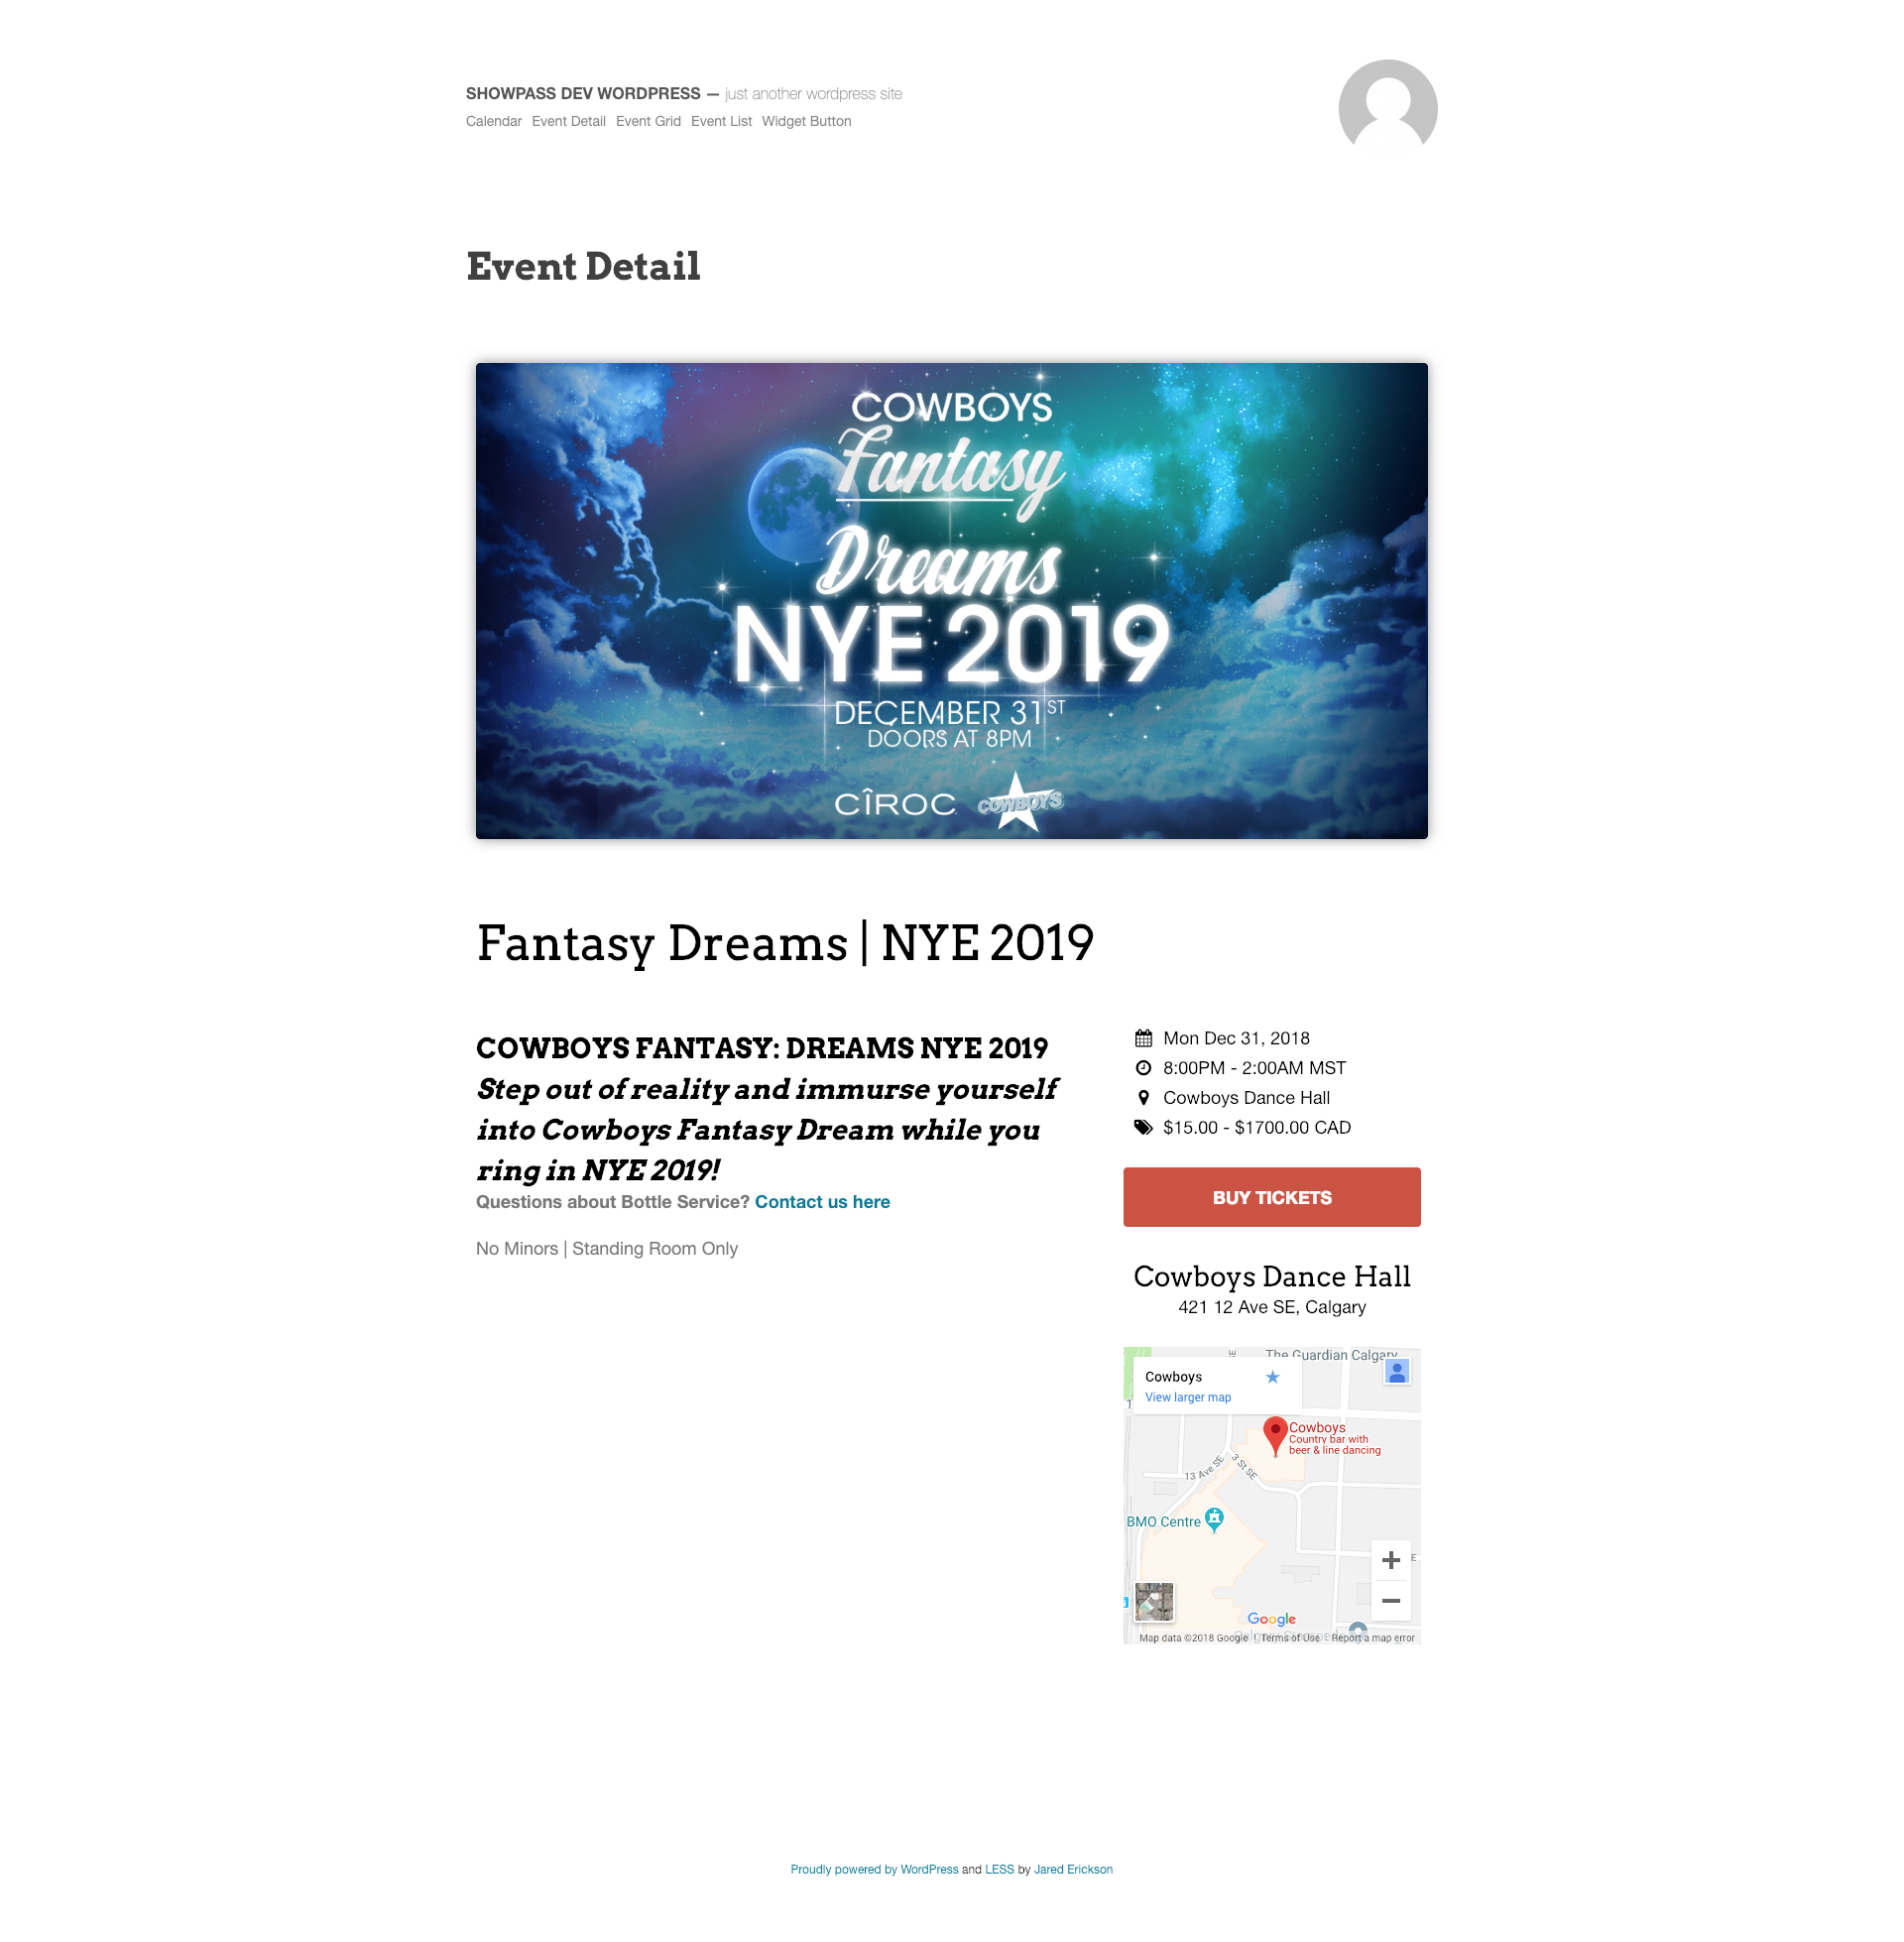 SHOWPASS DEV WORDPRESS — just another wordpress site
Calendar Event Detail Event Grid Event List Widget Button
Event Detail
COWBOYS
Fantasy
Dreams
NYE 2019
DECEMBER 31ST
DOORS AT 8PM
CÎROC COWBOYS
Fantasy Dreams | NYE 2019
COWBOYS FANTASY: DREAMS NYE 2019
Step out of reality and immurse yourself
into Cowboys Fantasy Dream while you
ring in NYE 2019!
Questions about Bottle Service? Contact us here
No Minors | Standing Room Only
Mon Dec 31, 2018
8:00PM - 2:00AM MST
Cowboys Dance Hall
$15.00 - $1700.00 CAD
BUY TICKETS
Cowboys Dance Hall
421 12 Ave SE, Calgary
The Guardian Calgary
Cowboys
View larger map
Cowboys
Country bar with
beer & line dancing
13 Ave SE
3 St SE
BMO Centre
Google
Map data ©2018 Google Terms of Use Report a map error
Proudly powered by WordPress and LESS by Jared Erickson